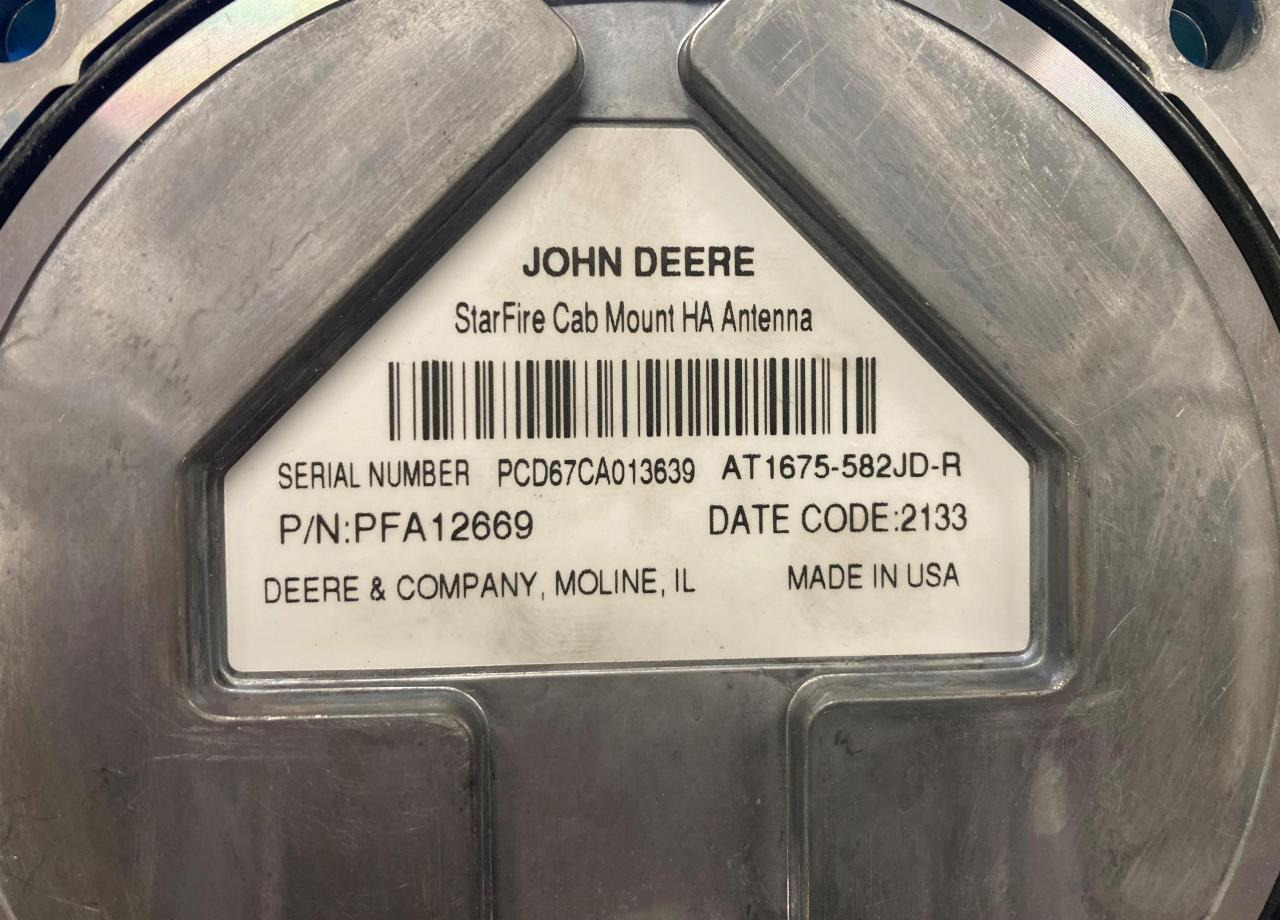 JOHN DEERE
StarFire Cab Mount HA Antenna
SERIAL NUMBER PCD67CA013639 AT1675-582JD-R
P/N:PFA12669 DATE CODE:2133
DEERE & COMPANY, MOLINE, IL MADE IN USA